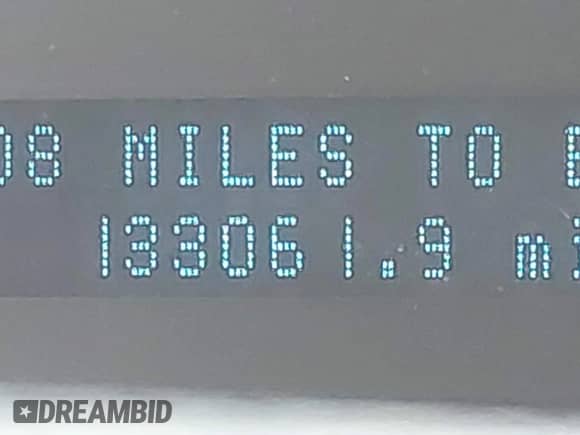 08 MILES TO E
133061.9 mi
DREAMBID